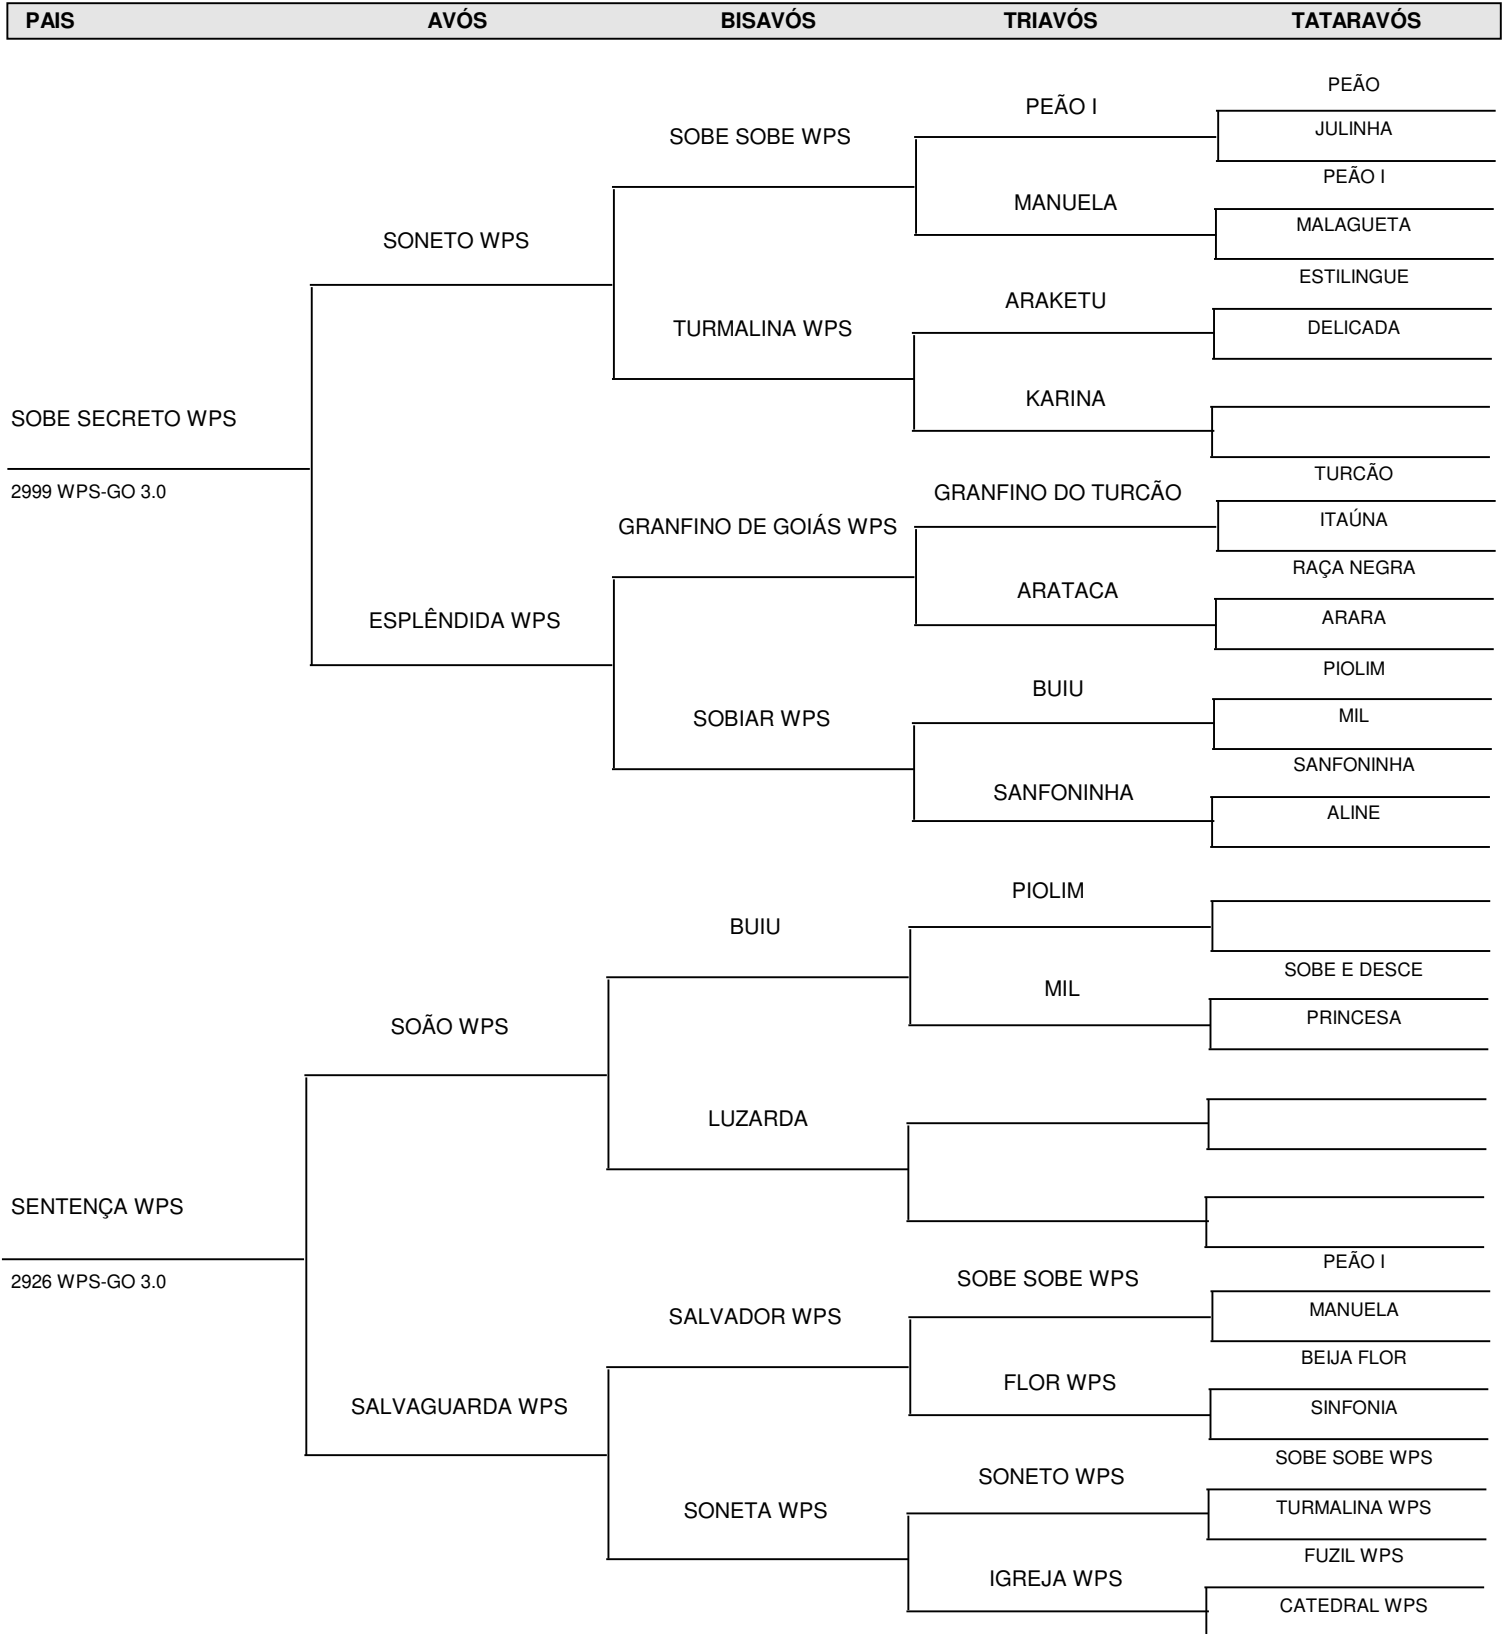 PAIS AVÓS BISAVÓS TRIAVÓS TATARAVÓS
PEÃO
PEÃO I
JULINHA
SOBE SOBE WPS
PEÃO I
MANUELA
MALAGUETA
SONETO WPS
ESTILINGUE
ARAKETU
TURMALINA WPS
DELICADA
KARINA
SOBE SECRETO WPS
TURCÃO
2999 WPS-GO 3.0
GRANFINO DO TURCÃO
ITAÚNA
GRANFINO DE GOIÁS WPS
RAÇA NEGRA
ARATACA
ESPLÊNDIDA WPS
ARARA
PIOLIM
BUIU
MIL
SOBIAR WPS
SANFONINHA
SANFONINHA
ALINE
PIOLIM
BUIU
SOBE E DESCE
MIL
PRINCESA
SOÃO WPS
LUZARDA
SENTENÇA WPS
PEÃO I
2926 WPS-GO 3.0
SOBE SOBE WPS
MANUELA
SALVADOR WPS
BEIJA FLOR
FLOR WPS
SALVAGUARDA WPS
SINFONIA
SOBE SOBE WPS
SONETO WPS
TURMALINA WPS
SONETA WPS
FUZIL WPS
IGREJA WPS
CATEDRAL WPS